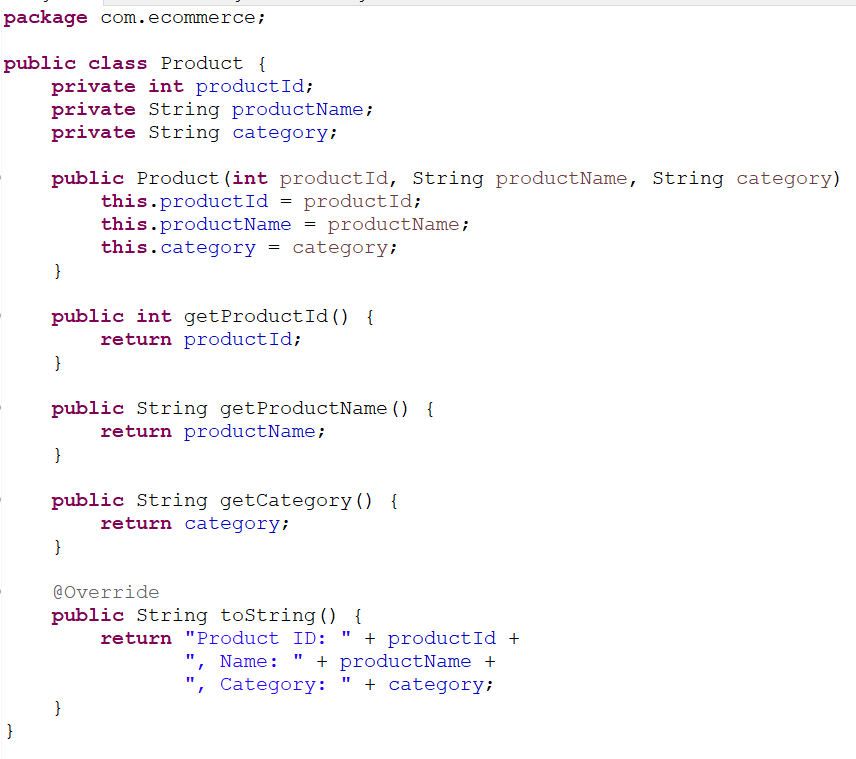 package com.ecommerce;

public class Product {
    private int productId;
    private String productName;
    private String category;

    public Product(int productId, String productName, String category)
        this.productId = productId;
        this.productName = productName;
        this.category = category;
    }

    public int getProductId() {
        return productId;
    }

    public String getProductName() {
        return productName;
    }

    public String getCategory() {
        return category;
    }

    @Override
    public String toString() {
        return "Product ID: " + productId +
               ", Name: " + productName +
               ", Category: " + category;
    }
}